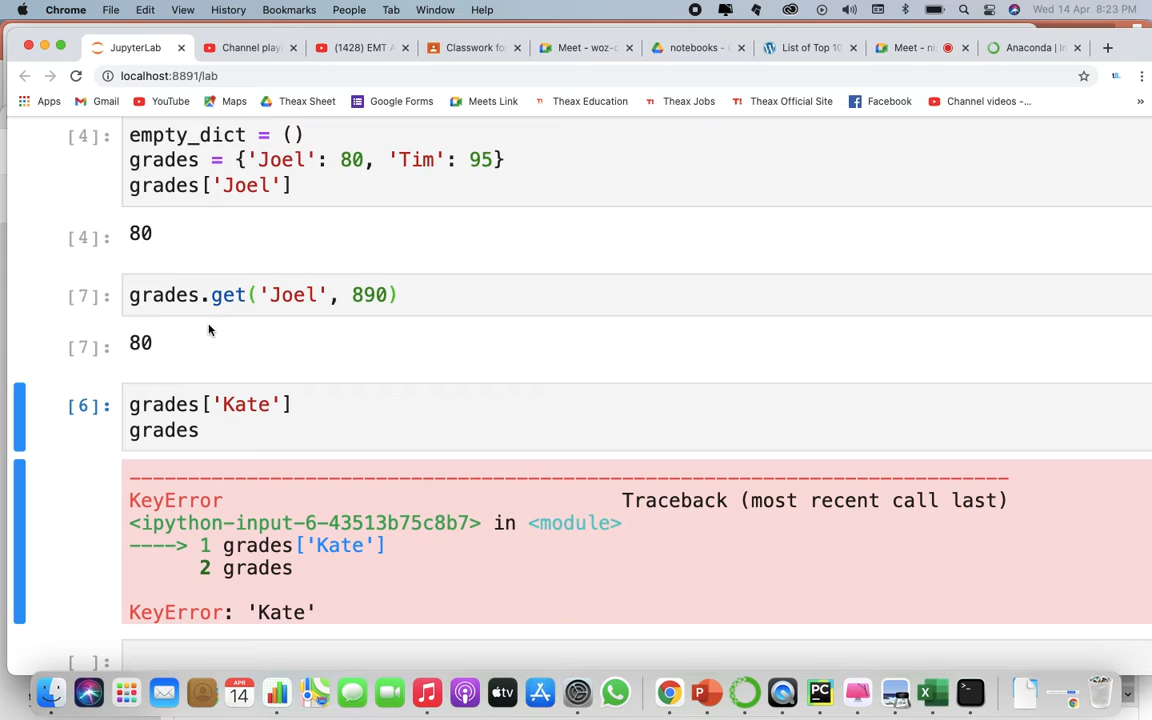 Chrome File Edit View History Bookmarks People Tab Window Help Wed 14 Apr 8:23 PM
JupyterLab Channel play (1428) EMT Classwork fo Meet - woz-c notebooks - List of Top 10 Meet - ni Anaconda | In
localhost:8891/lab
Apps Gmail YouTube Maps Theax Sheet Google Forms Meets Link Theax Education Theax Jobs Theax Official Site Facebook Channel videos -... »
[4]: empty_dict = ()
grades = {'Joel': 80, 'Tim': 95}
grades['Joel']
[4]: 80
[7]: grades.get('Joel', 890)
[7]: 80
[6]: grades['Kate']
grades
KeyError Traceback (most recent call last)
<ipython-input-6-43513b75c8b7> in <module>
----> 1 grades['Kate']
2 grades
KeyError: 'Kate'
[ ]:
APR
14 tv PC